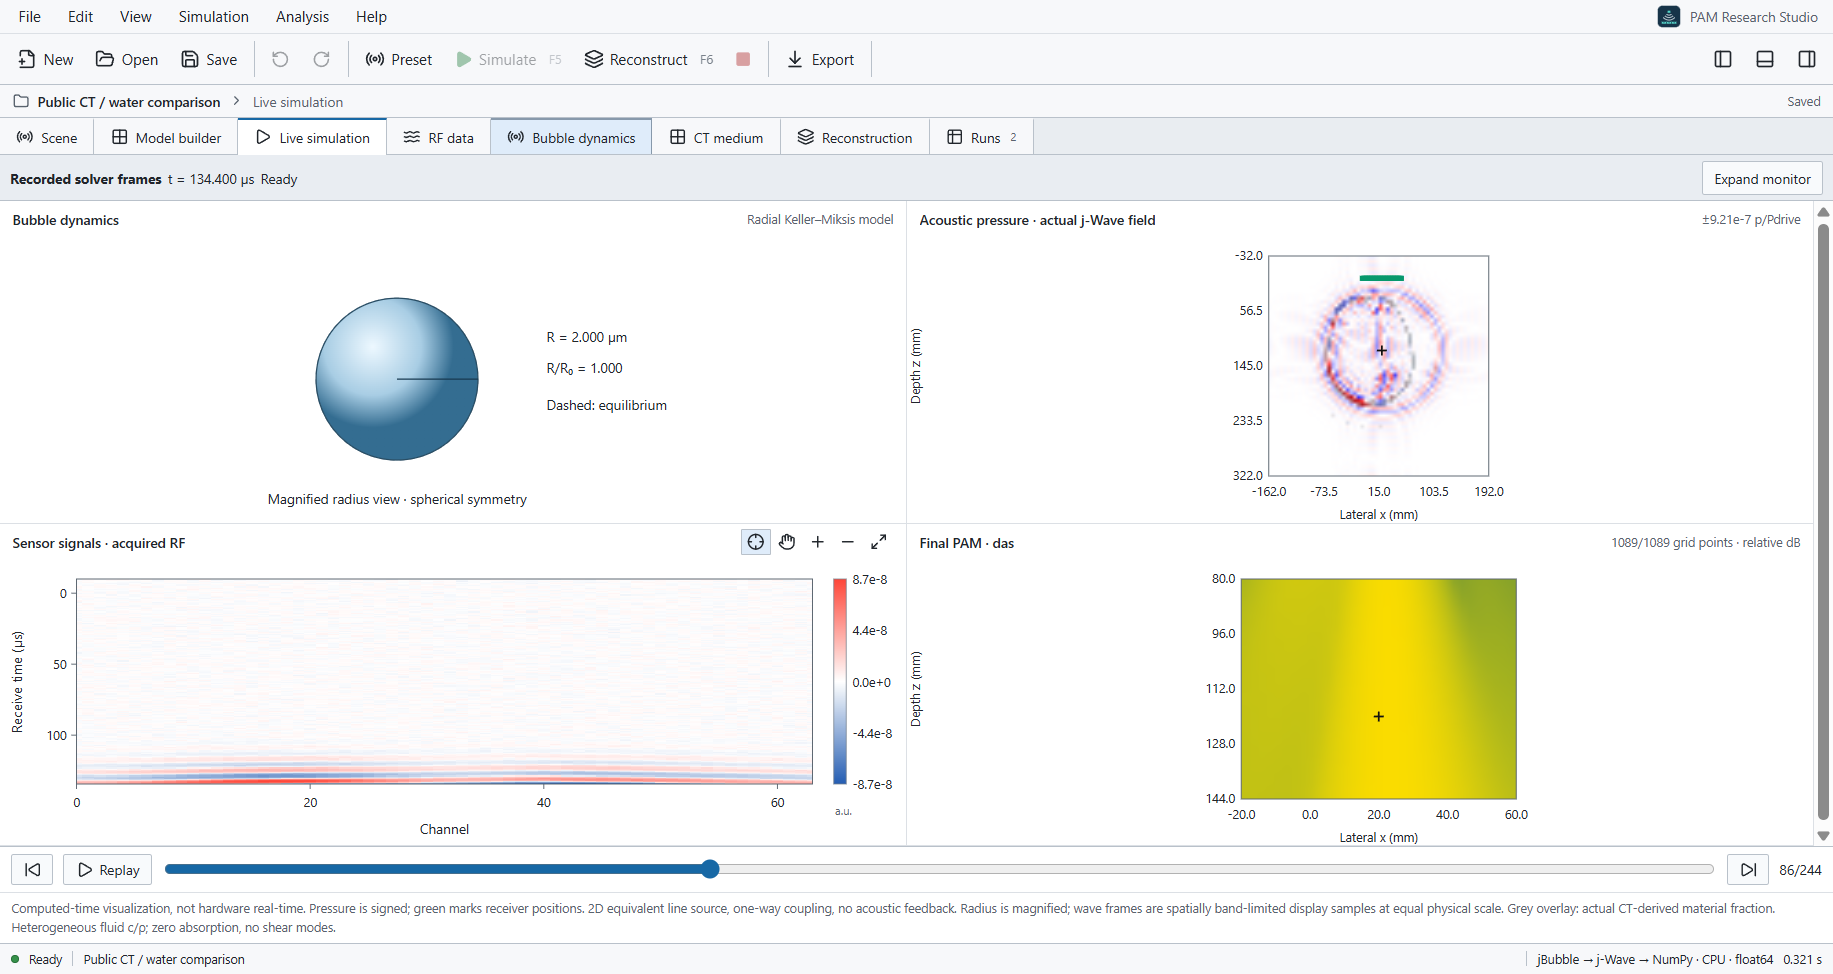 File Edit View Simulation Analysis Help
PAM Research Studio
New Open Save Preset Simulate F5 Reconstruct F6 Export
Public CT / water comparison > Live simulation
Saved
Scene Model builder Live simulation RF data Bubble dynamics CT medium Reconstruction Runs 2
Recorded solver frames t = 134.400 µs Ready
Expand monitor
Bubble dynamics
Radial Keller–Miksis model
R = 2.000 µm
R/R₀ = 1.000
Dashed: equilibrium
Magnified radius view · spherical symmetry
Acoustic pressure · actual j-Wave field
±9.21e-7 p/Pdrive
Depth z (mm)
-32.0
56.5
145.0
233.5
322.0
-162.0 -73.5 15.0 103.5 192.0
Lateral x (mm)
Sensor signals · acquired RF
Receive time (µs)
0
50
100
0 20 40 60
Channel
8.7e-8
4.4e-8
0.0e+0
-4.4e-8
-8.7e-8
a.u.
Final PAM · das
1089/1089 grid points · relative dB
Depth z (mm)
80.0
96.0
112.0
128.0
144.0
-20.0 0.0 20.0 40.0 60.0
Lateral x (mm)
Replay
86/244
Computed-time visualization, not hardware real-time. Pressure is signed; green marks receiver positions. 2D equivalent line source, one-way coupling, no acoustic feedback. Radius is magnified; wave frames are spatially band-limited display samples at equal physical scale. Grey overlay: actual CT-derived material fraction.
Heterogeneous fluid c/ρ; zero absorption, no shear modes.
Ready Public CT / water comparison
jBubble → j-Wave → NumPy · CPU · float64 0.321 s